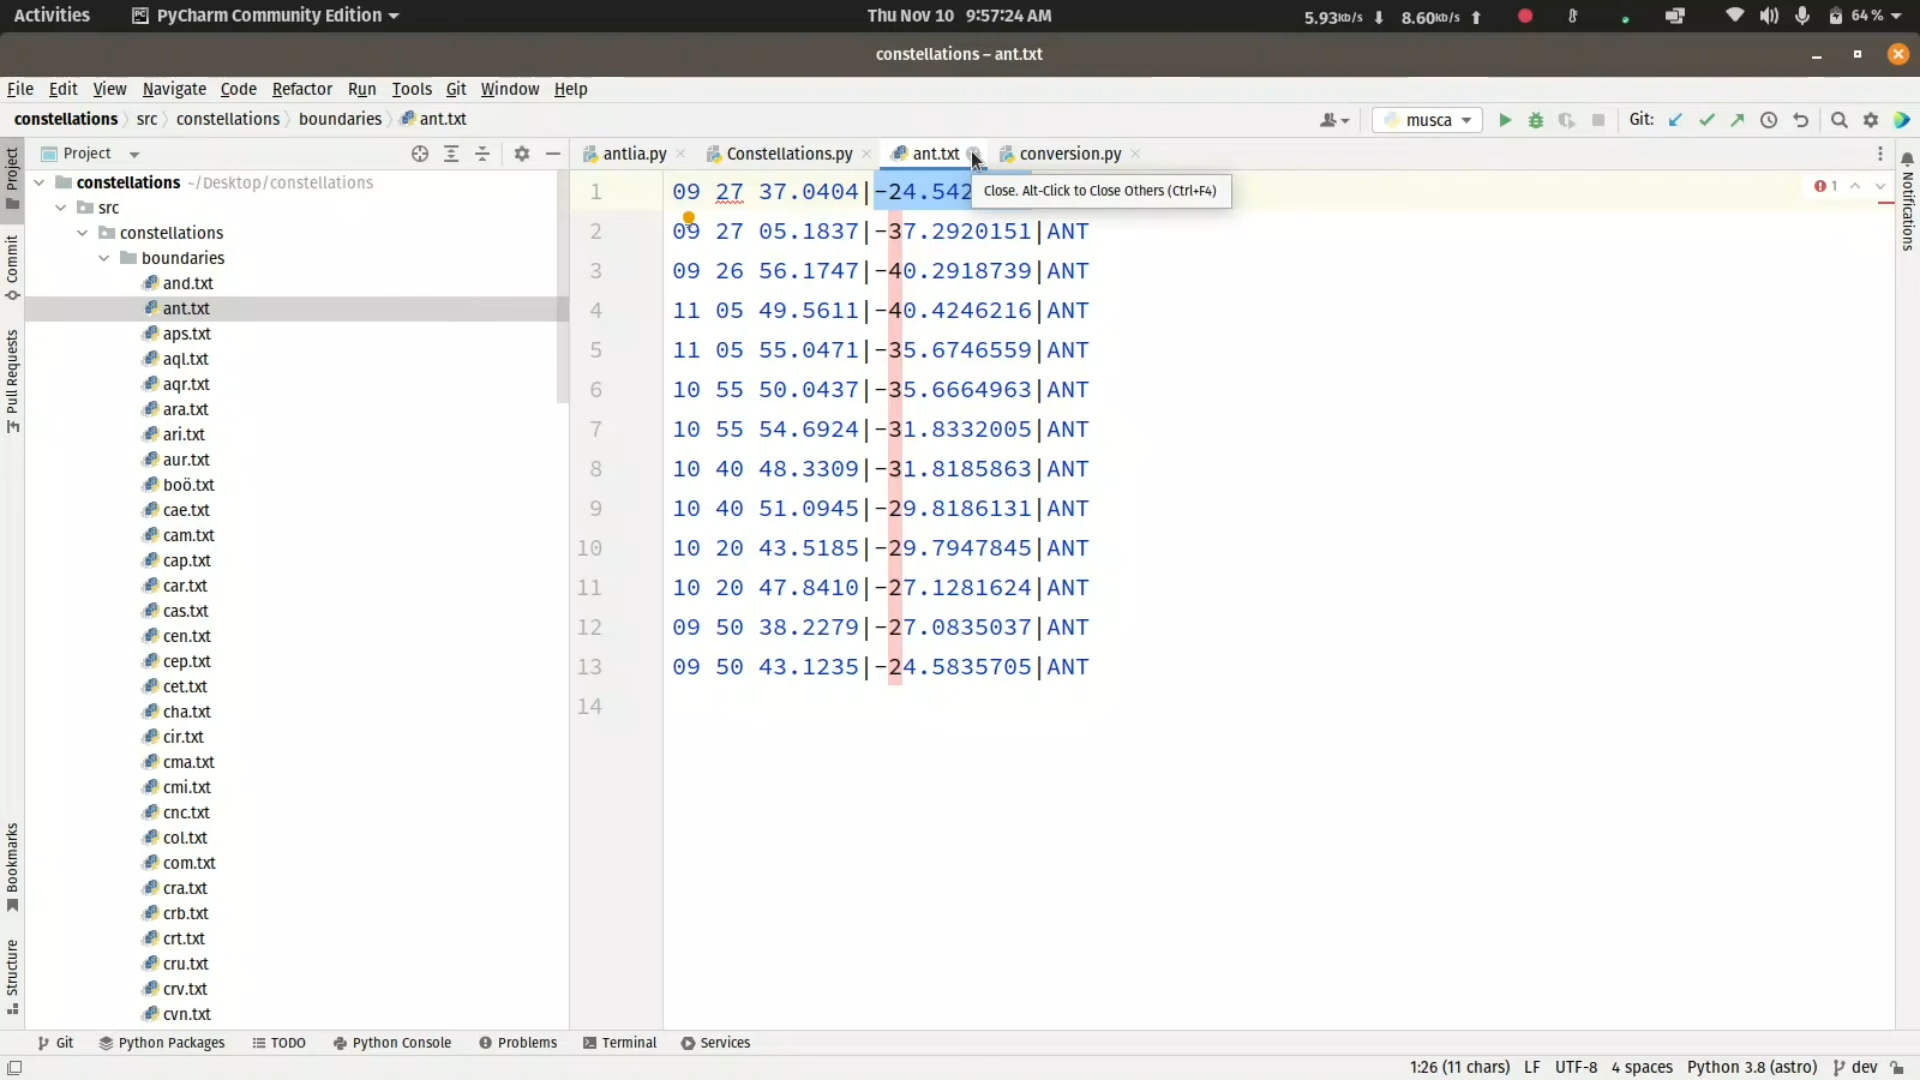 Activities PyCharm Community Edition Thu Nov 10 9:57:24 AM 5.93kb/s 8.60kb/s 64 %
constellations – ant.txt
File Edit View Navigate Code Refactor Run Tools Git Window Help
constellations src constellations boundaries ant.txt musca Git:
Project
Commit
Pull Requests
Bookmarks
Structure
Project
constellations ~/Desktop/constellations
src
constellations
boundaries
and.txt
ant.txt
aps.txt
aql.txt
aqr.txt
ara.txt
ari.txt
aur.txt
boö.txt
cae.txt
cam.txt
cap.txt
car.txt
cas.txt
cen.txt
cep.txt
cet.txt
cha.txt
cir.txt
cma.txt
cmi.txt
cnc.txt
col.txt
com.txt
cra.txt
crb.txt
crt.txt
cru.txt
crv.txt
cvn.txt
antlia.py Constellations.py ant.txt conversion.py
Close. Alt-Click to Close Others (Ctrl+F4)
1 09 27 37.0404|-24.542
2 09 27 05.1837|-37.2920151|ANT
3 09 26 56.1747|-40.2918739|ANT
4 11 05 49.5611|-40.4246216|ANT
5 11 05 55.0471|-35.6746559|ANT
6 10 55 50.0437|-35.6664963|ANT
7 10 55 54.6924|-31.8332005|ANT
8 10 40 48.3309|-31.8185863|ANT
9 10 40 51.0945|-29.8186131|ANT
10 10 20 43.5185|-29.7947845|ANT
11 10 20 47.8410|-27.1281624|ANT
12 09 50 38.2279|-27.0835037|ANT
13 09 50 43.1235|-24.5835705|ANT
14
1
Notifications
Git Python Packages TODO Python Console Problems Terminal Services
1:26 (11 chars) LF UTF-8 4 spaces Python 3.8 (astro) dev